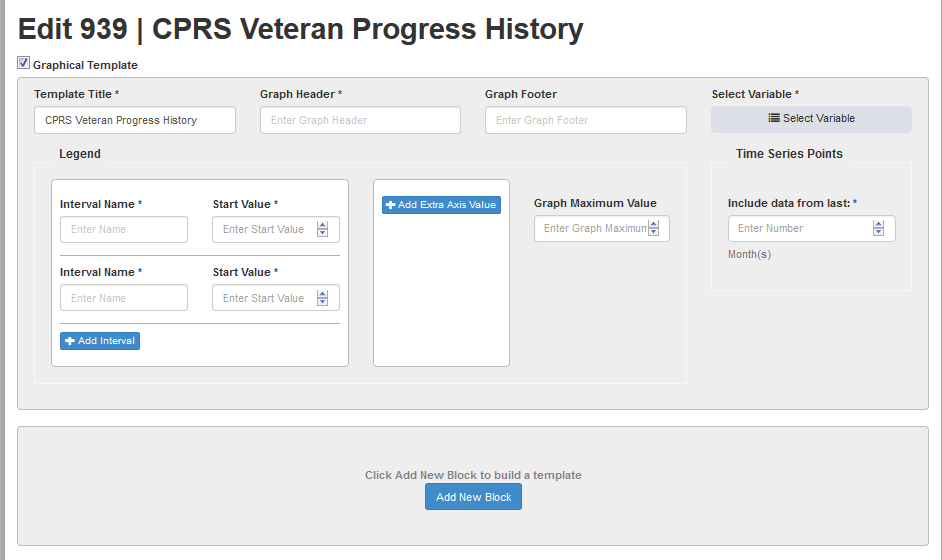 Edit 939 | CPRS Veteran Progress History
Graphical Template
Template Title * Graph Header * Graph Footer Select Variable *
CPRS Veteran Progress History Enter Graph Header Enter Graph Footer Select Variable
Legend Time Series Points
Interval Name * Start Value * Add Extra Axis Value Graph Maximum Value Include data from last: *
Enter Name Enter Start Value Enter Graph Maximum Enter Number
Month(s)
Interval Name * Start Value *
Enter Name Enter Start Value
Add Interval
Click Add New Block to build a template
Add New Block